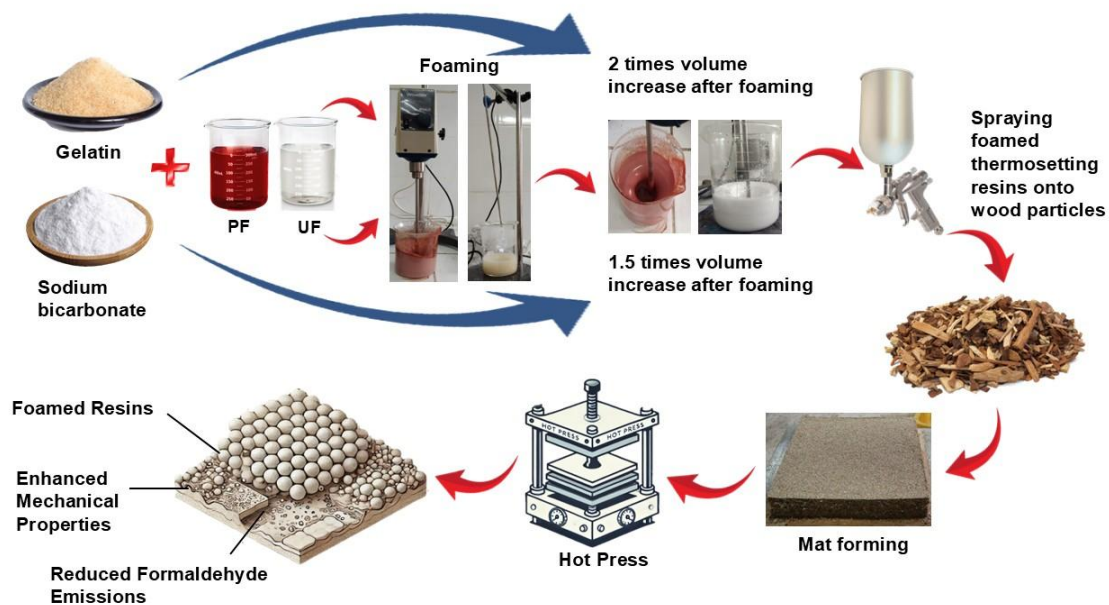 Gelatin
Sodium
bicarbonate
PF
UF
Foaming
2 times volume
increase after foaming
1.5 times volume
increase after foaming
Spraying
foamed
thermosetting
resins onto
wood particles
Mat forming
HOT PRESS
HOT PRESS
Hot Press
Foamed Resins
Enhanced
Mechanical
Properties
Reduced Formaldehyde
Emissions